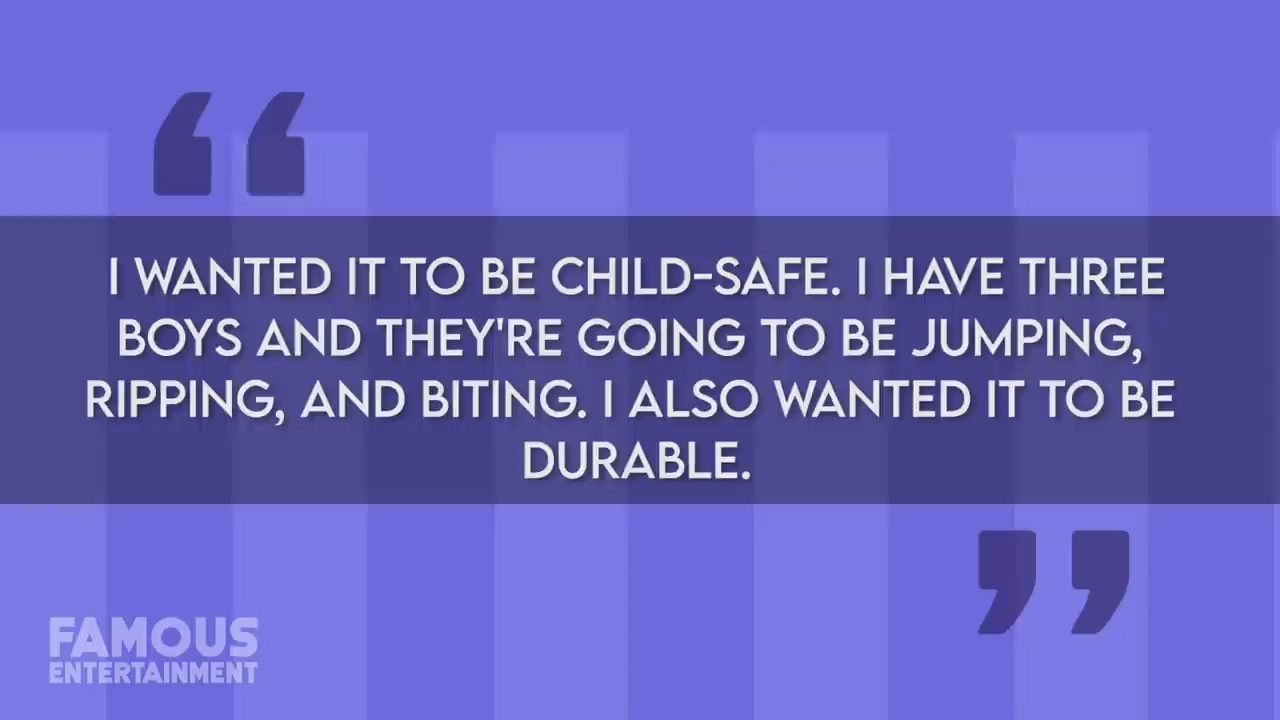 I WANTED IT TO BE CHILD-SAFE. I HAVE THREE
BOYS AND THEY'RE GOING TO BE JUMPING,
RIPPING, AND BITING. I ALSO WANTED IT TO BE
DURABLE.
FAMOUS
ENTERTAINMENT